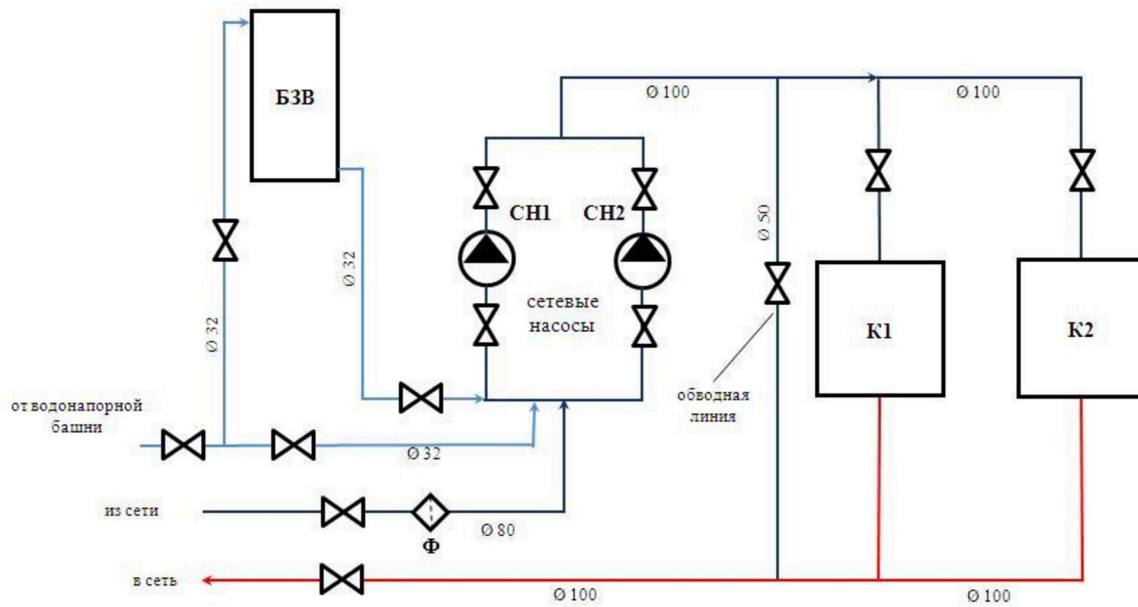 БЗВ
Ø 100
Ø 100
СН1
СН2
Ø 50
Ø 32
сетевые
насосы
Ø 32
К1
К2
обводная
линия
от водонапорной
башни
Ø 32
из сети
Ø 80
Ф
в сеть
Ø 100
Ø 100